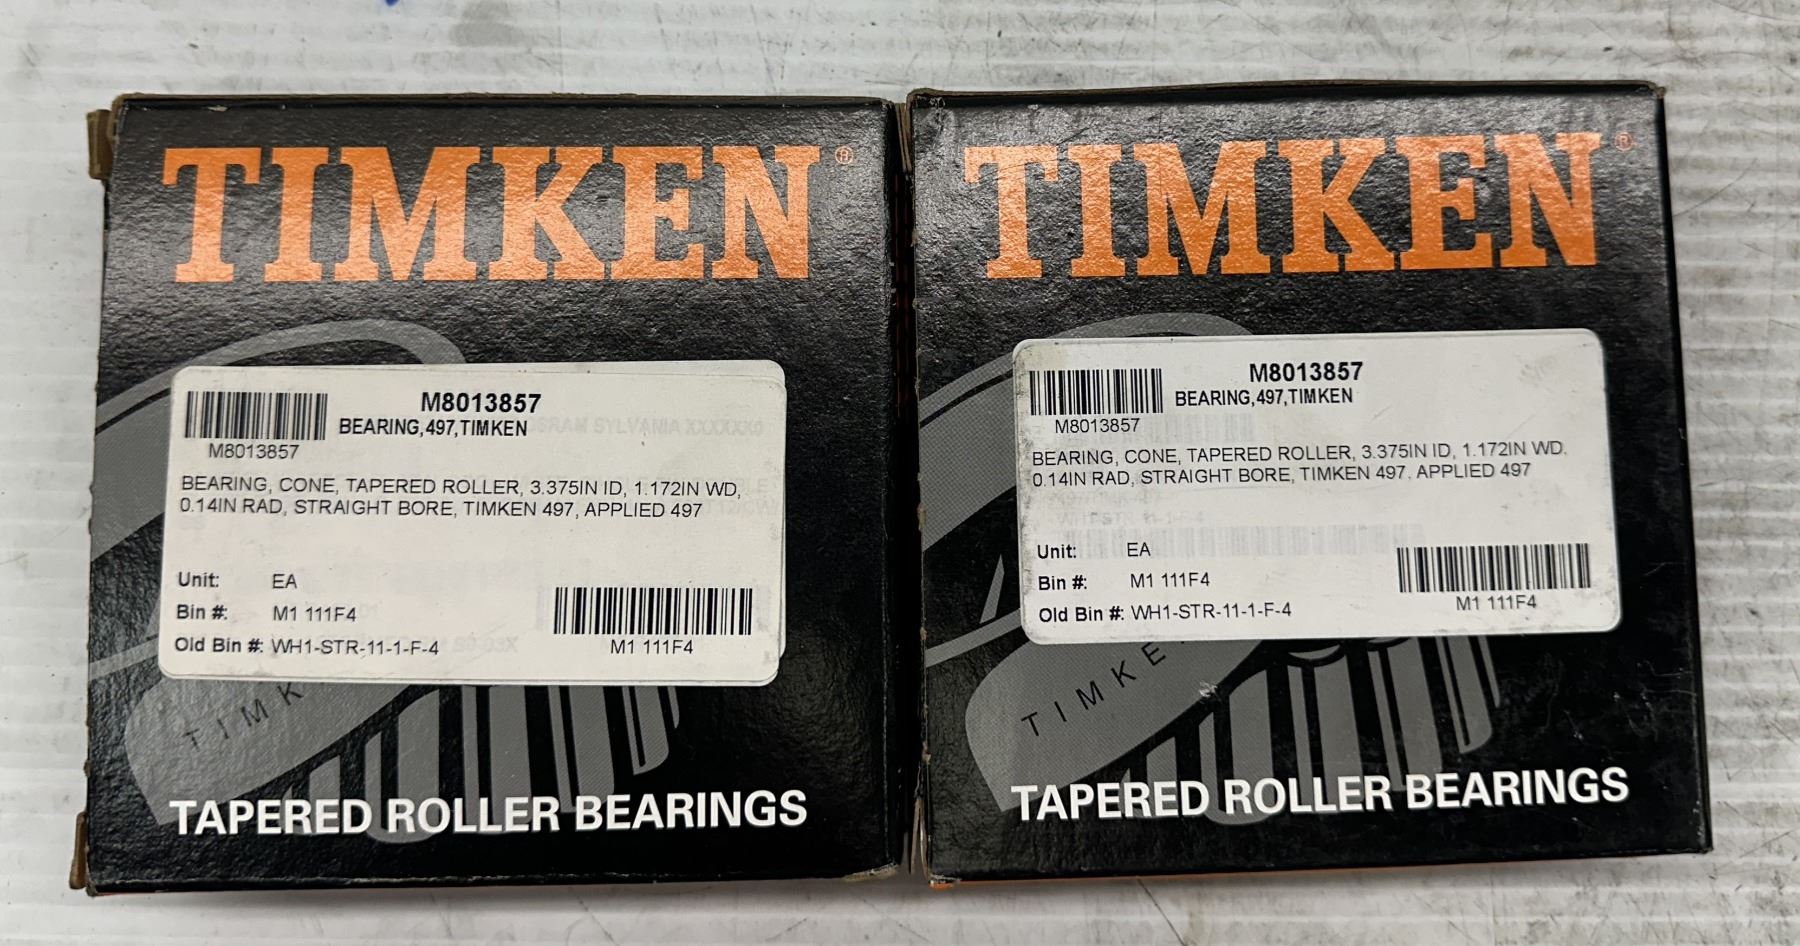 TIMKEN®
M8013857
BEARING,497,TIMKEN
M8013857
BEARING, CONE, TAPERED ROLLER, 3.375IN ID, 1.172IN WD,
0.14IN RAD, STRAIGHT BORE, TIMKEN 497, APPLIED 497
Unit: EA
Bin #: M1 111F4
Old Bin #: WH1-STR-11-1-F-4
M1 111F4
TIMK
TAPERED ROLLER BEARINGS
TIMKEN®
M8013857
BEARING,497,TIMKEN
M8013857
BEARING, CONE, TAPERED ROLLER, 3.375IN ID, 1.172IN WD,
0.14IN RAD, STRAIGHT BORE, TIMKEN 497, APPLIED 497
Unit: EA
Bin #: M1 111F4
Old Bin #: WH1-STR-11-1-F-4
M1 111F4
TIMKE
TAPERED ROLLER BEARINGS